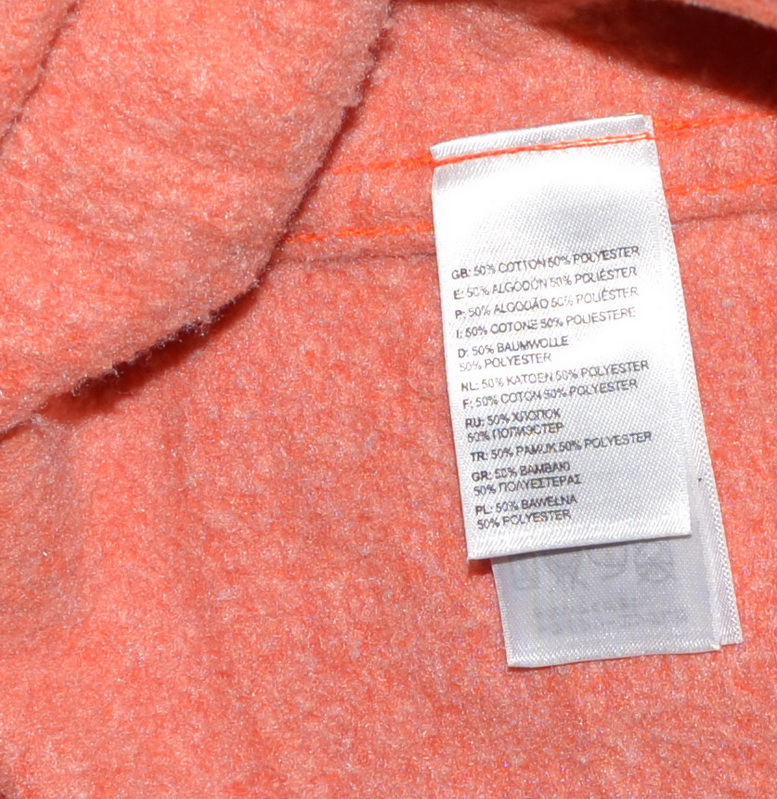 GB: 50% COTTON 50% POLYESTER
E: 50% ALGODÓN 50% POLIÉSTER
P: 50% ALGODÃO 50% POLIÉSTER
I: 50% COTONE 50% POLIESTERE
D: 50% BAUMWOLLE
50% POLYESTER
NL: 50% KATOEN 50% POLYESTER
F: 50% COTON 50% POLYESTER
RU: 50% ХЛОПОК
50% ПОЛИЭСТЕР
TR: 50% PAMUK 50% POLYESTER
GR: 50% ΒΑΜΒΑΚΙ
50% ΠΟΛΥΕΣΤΕΡΑΣ
PL: 50% BAWEŁNA
50% POLYESTER